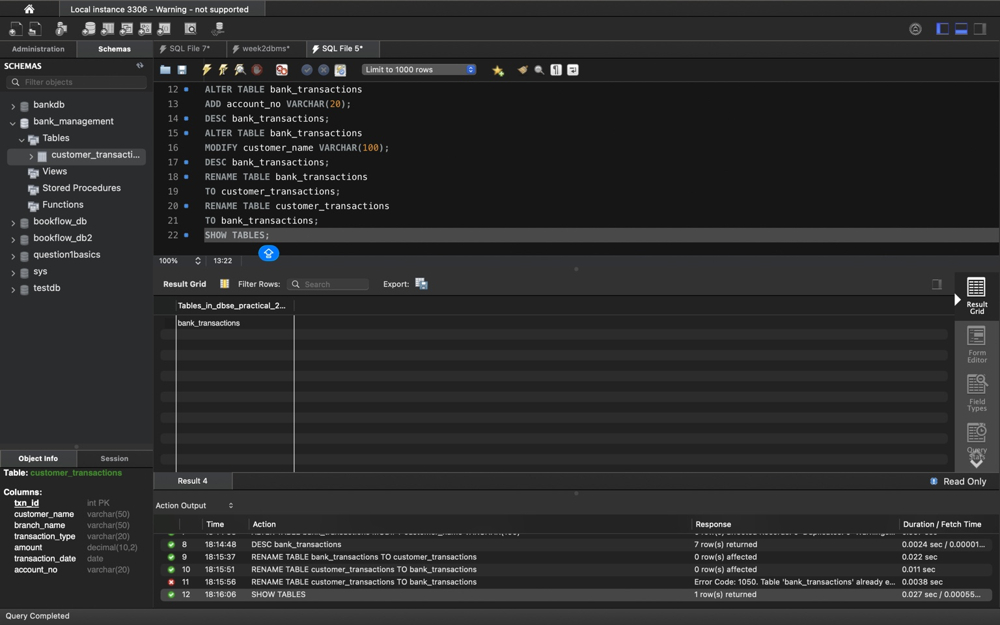 Local instance 3306 - Warning - not supported
Administration
Schemas
SQL File 7*
week2dbms*
SQL File 5*
SCHEMAS
Filter objects
Limit to 1000 rows
bankdb
bank_management
Tables
customer_transacti...
Views
Stored Procedures
Functions
bookflow_db
bookflow_db2
question1basics
sys
testdb
12 ALTER TABLE bank_transactions
13 ADD account_no VARCHAR(20);
14 DESC bank_transactions;
15 ALTER TABLE bank_transactions
16 MODIFY customer_name VARCHAR(100);
17 DESC bank_transactions;
18 RENAME TABLE bank_transactions
19 TO customer_transactions;
20 RENAME TABLE customer_transactions
21 TO bank_transactions;
22 SHOW TABLES;
100% 13:22
Result Grid Filter Rows: Search Export:
Tables_in_dbse_practical_2...
bank_transactions
Result Grid
Form Editor
Field Types
Query Stats
Result 4
Read Only
Object Info Session
Table: customer_transactions
Columns:
txn_id int PK
customer_name varchar(50)
branch_name varchar(50)
transaction_type varchar(20)
amount decimal(10,2)
transaction_date date
account_no varchar(20)
Action Output
Time Action Response Duration / Fetch Time
8 18:14:48 DESC bank_transactions 7 row(s) returned 0.0024 sec / 0.00001...
9 18:15:37 RENAME TABLE bank_transactions TO customer_transactions 0 row(s) affected 0.022 sec
10 18:15:51 RENAME TABLE customer_transactions TO bank_transactions 0 row(s) affected 0.011 sec
11 18:15:56 RENAME TABLE customer_transactions TO bank_transactions Error Code: 1050. Table 'bank_transactions' already e... 0.0038 sec
12 18:16:06 SHOW TABLES 1 row(s) returned 0.027 sec / 0.00055...
Query Completed